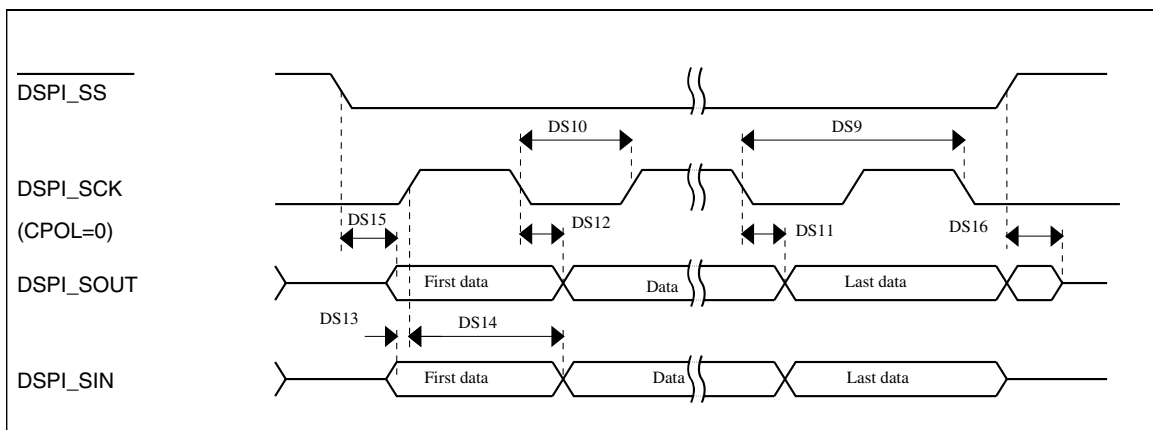 DSPI_SS
DS10
DS9
DSPI_SCK
(CPOL=0)
DS15
DS12
DS11
DS16
DSPI_SOUT
First data
Data
Last data
DS13
DS14
DSPI_SIN
First data
Data
Last data